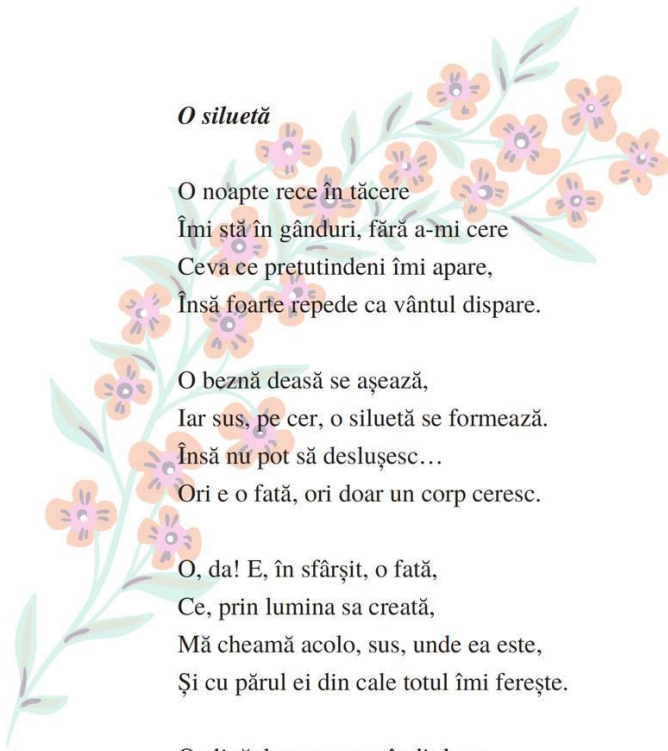 O siluetă
O noapte rece în tăcere
Îmi stă în gânduri, fără a-mi cere
Ceva ce pretutindeni îmi apare,
Însă foarte repede ca vântul dispare.
O beznă deasă se așează,
Iar sus, pe cer, o siluetă se formează.
Însă nu pot să deslușesc…
Ori e o fată, ori doar un corp ceresc.
O, da! E, în sfârșit, o fată,
Ce, prin lumina sa creată,
Mă cheamă acolo, sus, unde ea este,
Și cu părul ei din cale totul îmi ferește.